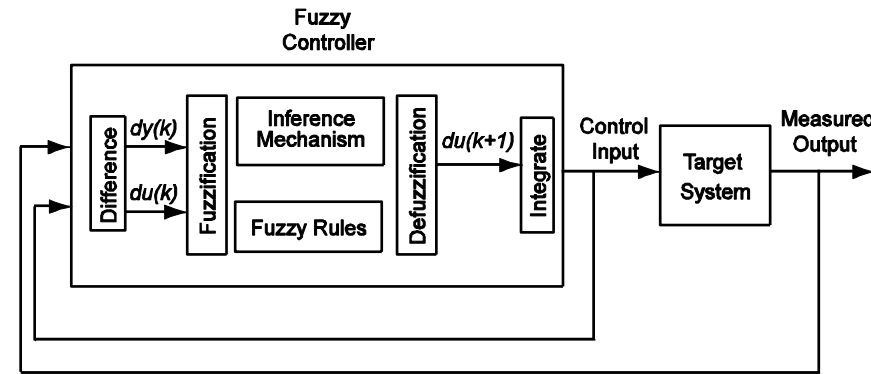 Fuzzy
Controller
Difference
dy(k)
du(k)
Fuzzification
Inference
Mechanism
Fuzzy Rules
Defuzzification
du(k+1)
Integrate
Control
Input
Target
System
Measured
Output